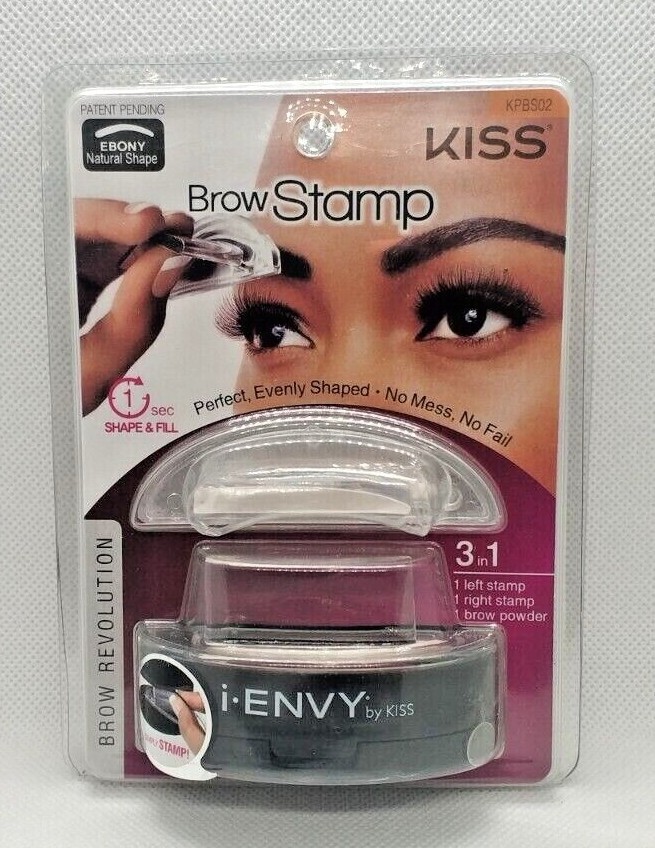 PATENT PENDING
KPBS02
EBONY
Natural Shape
KISS®
Brow Stamp
1 sec
SHAPE & FILL
Perfect, Evenly Shaped • No Mess, No Fail
3 in 1
1 left stamp
1 right stamp
1 brow powder
BROW REVOLUTION
i·ENVY® by KISS
STAMP!